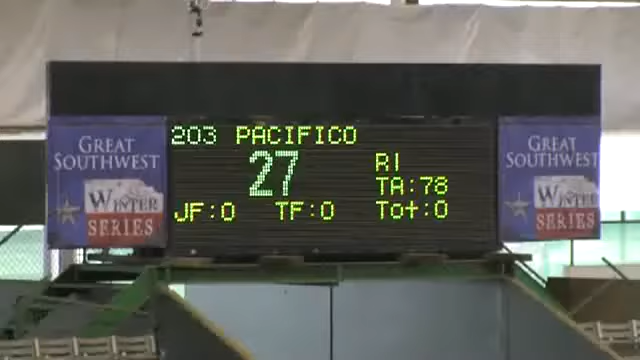 203 PACIFICO
27
R1
TA:78
JF:0 TF:0 Tot:0
GREAT
SOUTHWEST
WINTER
SERIES
GREAT
SOUTHWEST
WINTER
SERIES